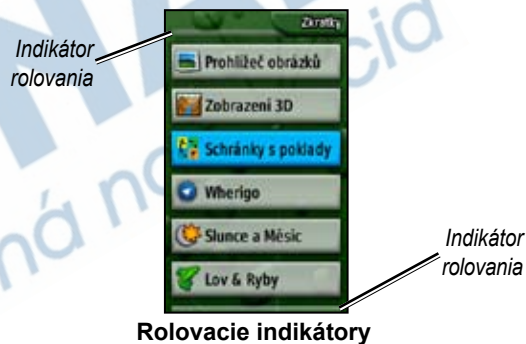 Indikátor
rolovania
Zkratky
Prohlížeč obrázků
Zobrazení 3D
Schránky s poklady
Wherigo
Slunce a Měsíc
Lov & Ryby
Indikátor
rolovania
Rolovacie indikátory